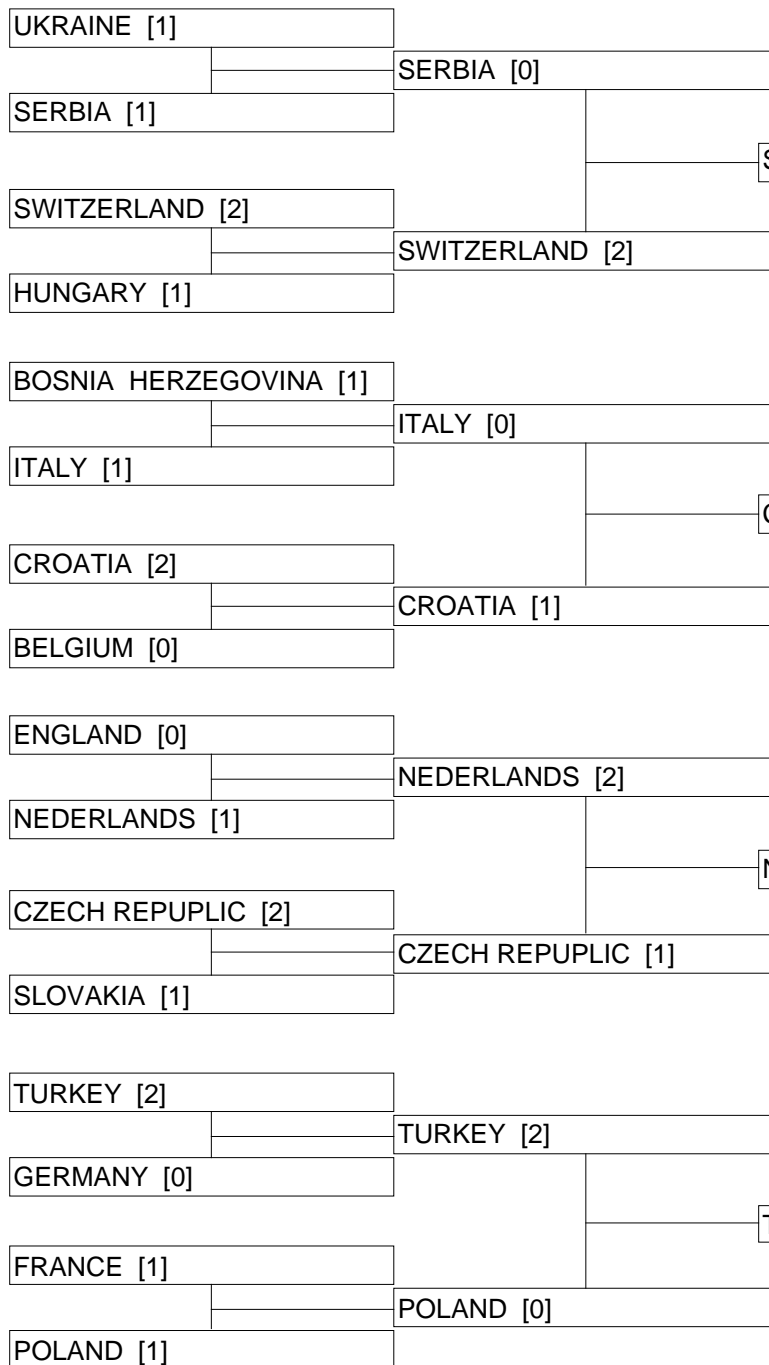 UKRAINE [1]
SERBIA [0]
SERBIA [1]
SWITZERLAND [2]
SWITZERLAND [2]
HUNGARY [1]
BOSNIA HERZEGOVINA [1]
ITALY [0]
ITALY [1]
CROATIA [2]
CROATIA [1]
BELGIUM [0]
ENGLAND [0]
NEDERLANDS [2]
NEDERLANDS [1]
CZECH REPUPLIC [2]
CZECH REPUPLIC [1]
SLOVAKIA [1]
TURKEY [2]
TURKEY [2]
GERMANY [0]
FRANCE [1]
POLAND [0]
POLAND [1]